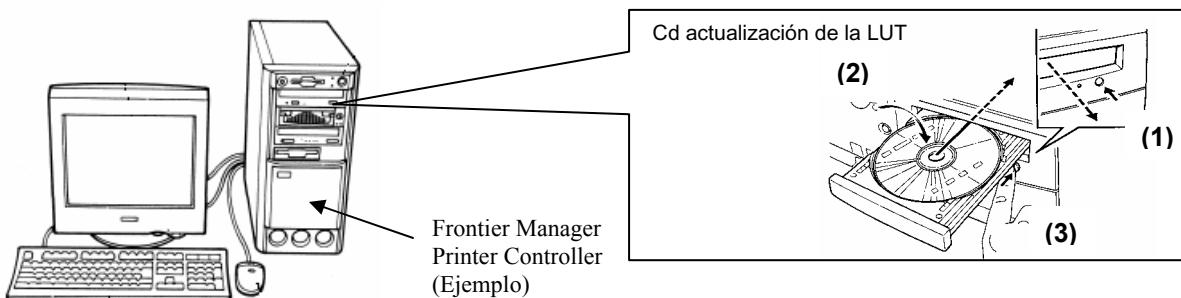 Cd actualización de la LUT
(2)
(1)
(3)
Frontier Manager
Printer Controller
(Ejemplo)